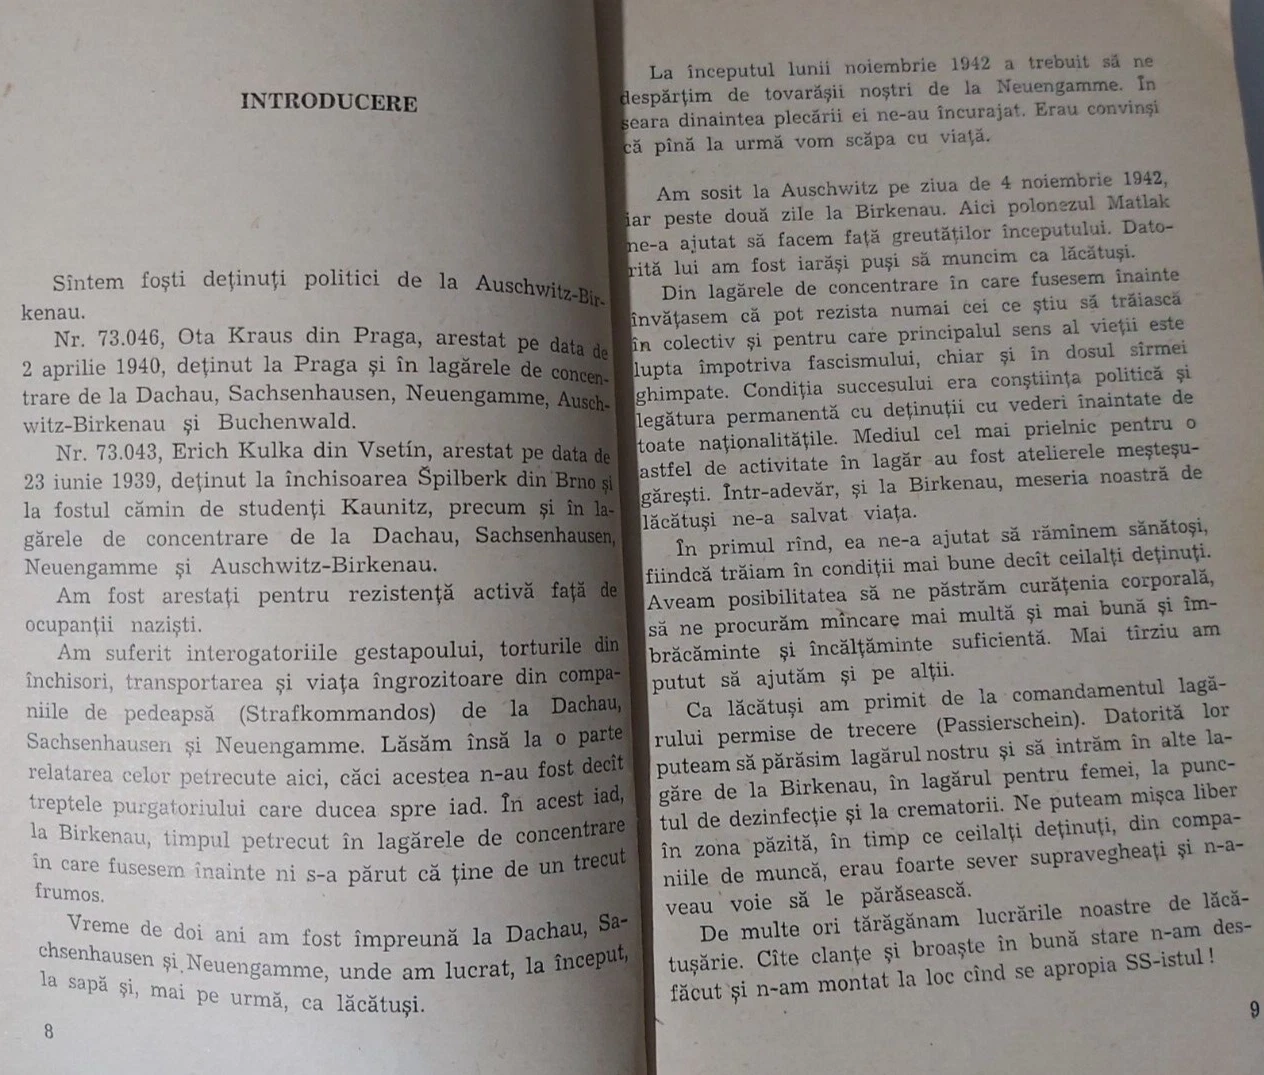 INTRODUCERE
Sîntem foști deținuți politici de la Auschwitz-Bir-
kenau.
Nr. 73.046, Ota Kraus din Praga, arestat pe data de
2 aprilie 1940, deținut la Praga și în lagărele de concen-
trare de la Dachau, Sachsenhausen, Neuengamme, Ausch-
witz-Birkenau și Buchenwald.
Nr. 73.043, Erich Kulka din Vsetín, arestat pe data de
23 iunie 1939, deținut la închisoarea Špilberk din Brno și
la fostul cămin de studenți Kaunitz, precum și în la-
gărele de concentrare de la Dachau, Sachsenhausen,
Neuengamme și Auschwitz-Birkenau.
Am fost arestați pentru rezistență activă față de
ocupanții naziști.
Am suferit interogatoriile gestapoului, torturile din
închisori, transportarea și viața îngrozitoare din compa-
niile de pedeapsă (Strafkommandos) de la Dachau,
Sachsenhausen și Neuengamme. Lăsăm însă la o parte
relatarea celor petrecute aici, căci acestea n-au fost decît
treptele purgatoriului care ducea spre iad. În acest iad,
la Birkenau, timpul petrecut în lagărele de concentrare
în care fusesem înainte ni s-a părut că ține de un trecut
frumos.
Vreme de doi ani am fost împreună la Dachau, Sa-
chsenhausen și Neuengamme, unde am lucrat, la început,
la sapă și, mai pe urmă, ca lăcătuși.
8
La începutul lunii noiembrie 1942 a trebuit să ne
despărțim de tovarășii noștri de la Neuengamme. În
seara dinaintea plecării ei ne-au încurajat. Erau convinși
că pînă la urmă vom scăpa cu viață.
Am sosit la Auschwitz pe ziua de 4 noiembrie 1942,
iar peste două zile la Birkenau. Aici polonezul Matlak
ne-a ajutat să facem față greutăților începutului. Dato-
rită lui am fost iarăși puși să muncim ca lăcătuși.
Din lagărele de concentrare în care fusesem înainte
învățasem că pot rezista numai cei ce știu să trăiască
în colectiv și pentru care principalul sens al vieții este
lupta împotriva fascismului, chiar și în dosul sîrmei
ghimpate. Condiția succesului era conștiința politică și
legătura permanentă cu deținuții cu vederi înaintate de
toate naționalitățile. Mediul cel mai prielnic pentru o
astfel de activitate în lagăr au fost atelierele meșteșu-
gărești. Într-adevăr, și la Birkenau, meseria noastră de
lăcătuși ne-a salvat viața.
În primul rînd, ea ne-a ajutat să rămînem sănătoși,
fiindcă trăiam în condiții mai bune decît ceilalți deținuți.
Aveam posibilitatea să ne păstrăm curățenia corporală,
să ne procurăm mîncare mai multă și mai bună și îm-
brăcăminte și încălțăminte suficientă. Mai tîrziu am
putut să ajutăm și pe alții.
Ca lăcătuși am primit de la comandamentul lagă-
rului permise de trecere (Passierschein). Datorită lor
puteam să părăsim lagărul nostru și să intrăm în alte la-
găre de la Birkenau, în lagărul pentru femei, la punc-
tul de dezinfecție și la crematorii. Ne puteam mișca liber
în zona păzită, în timp ce ceilalți deținuți, din compa-
niile de muncă, erau foarte sever supravegheați și n-a-
veau voie să le părăsească.
De multe ori tărăgănam lucrările noastre de lăcă-
tușărie. Cîte clanțe și broaște în bună stare n-am des-
făcut și n-am montat la loc cînd se apropia SS-istul !
9